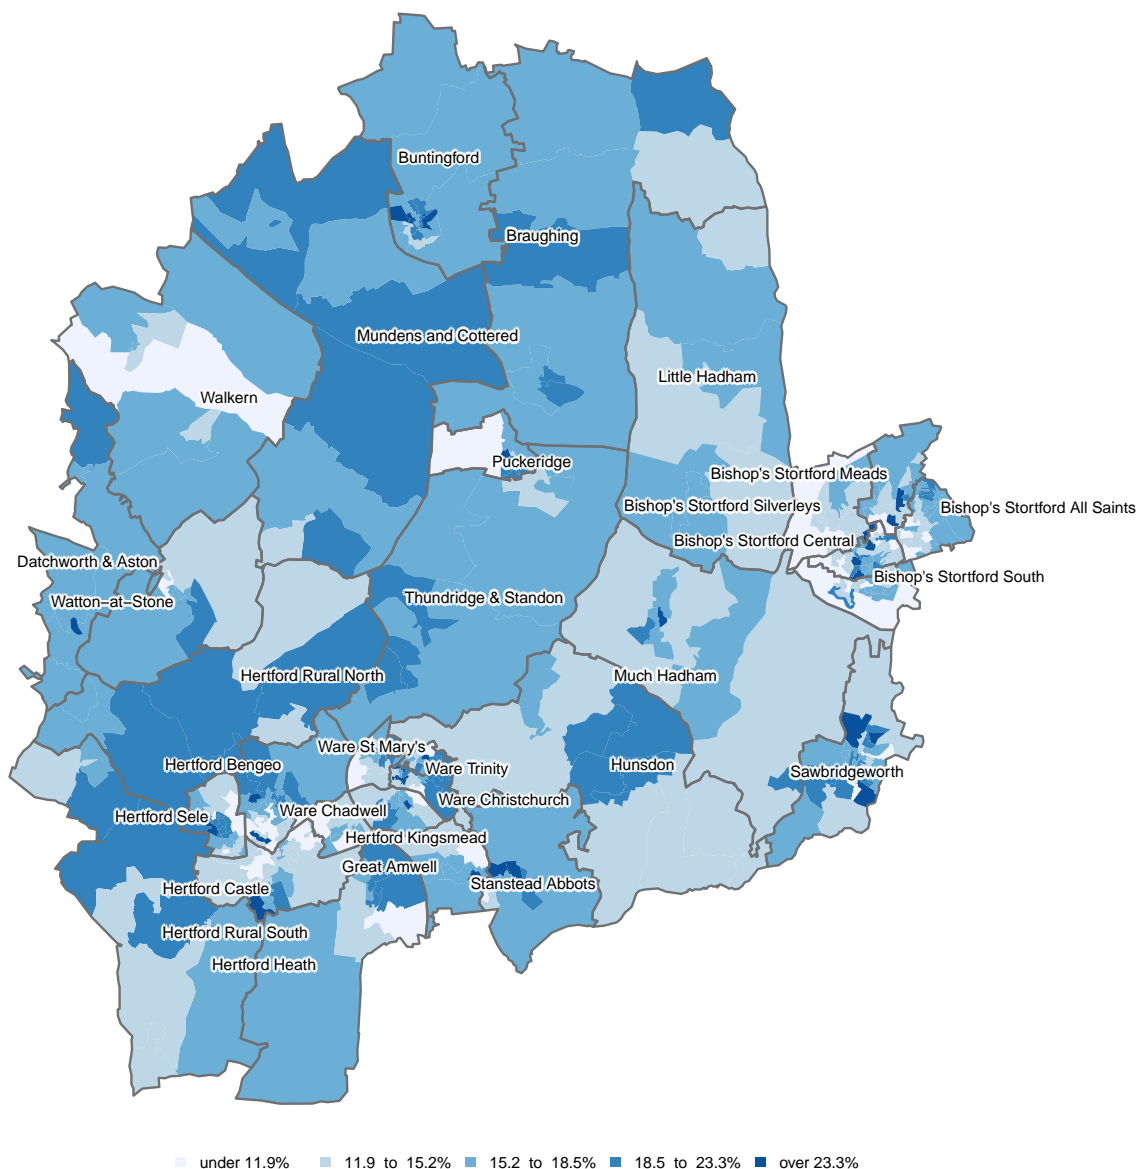 Buntingford
Braughing
Mundens and Cottered
Little Hadham
Walkern
Puckeridge
Bishop's Stortford Meads
Bishop's Stortford Silverleys
Bishop's Stortford All Saints
Bishop's Stortford Central
Datchworth & Aston
Bishop's Stortford South
Watton−at−Stone
Thundridge & Standon
Hertford Rural North
Much Hadham
Ware St Mary's
Hertford Bengeo
Ware Trinity
Hunsdon
Sawbridgeworth
Ware Christchurch
Ware Chadwell
Hertford Sele
Hertford Kingsmead
Great Amwell
Hertford Castle
Stanstead Abbots
Hertford Rural South
Hertford Heath
under 11.9% 11.9 to 15.2% 15.2 to 18.5% 18.5 to 23.3% over 23.3%